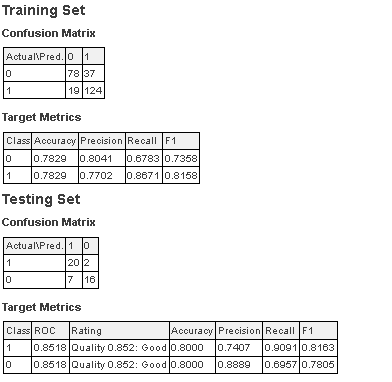 Training Set
Confusion Matrix
Actual\Pred. 0 1
0 78 37
1 19 124
Target Metrics
Class Accuracy Precision Recall F1
0 0.7829 0.8041 0.6783 0.7358
1 0.7829 0.7702 0.8671 0.8158
Testing Set
Confusion Matrix
Actual\Pred. 1 0
1 20 2
0 7 16
Target Metrics
Class ROC Rating Accuracy Precision Recall F1
1 0.8518 Quality 0.852: Good 0.8000 0.7407 0.9091 0.8163
0 0.8518 Quality 0.852: Good 0.8000 0.8889 0.6957 0.7805